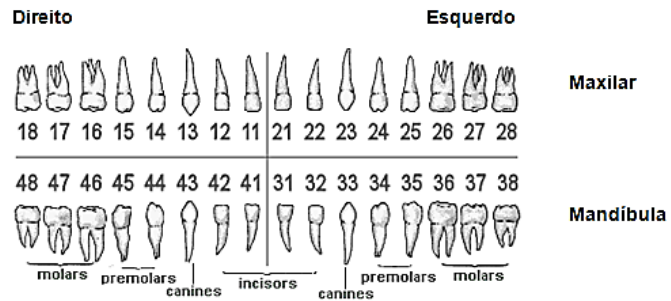 Direito Esquerdo
Maxilar
18 17 16 15 14 13 12 11 21 22 23 24 25 26 27 28
48 47 46 45 44 43 42 41 31 32 33 34 35 36 37 38
Mandíbula
molars premolars canines incisors canine premolars molars